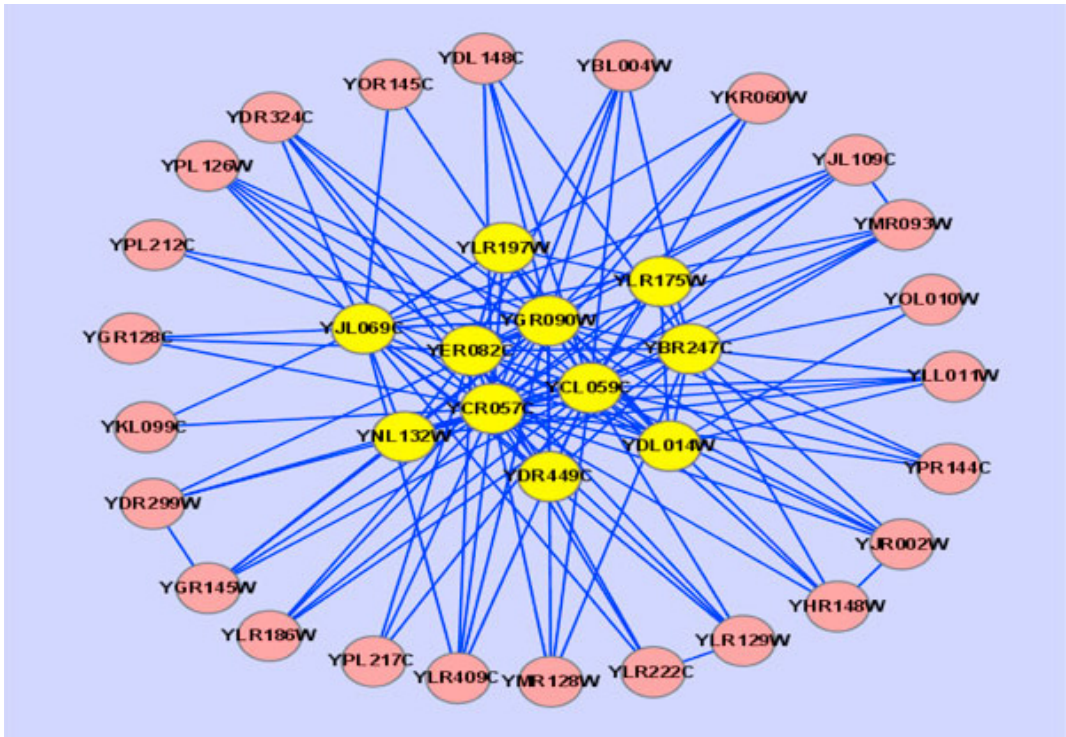 YDL148C
YBL004W
YOR145C
YKR060W
YDR324C
YPL126W
YJL109C
YMR093W
YPL212C
YLR197W
YLR175W
YOL010W
YGR128C
YJL069C
YGR090W
YER082C
YBR247C
YLL011W
YCL059C
YCR057C
YKL099C
YNL132W
YDL014W
YPR144C
YDR449C
YDR299W
YJR002W
YGR145W
YHR148W
YLR186W
YLR129W
YPL217C
YLR409C
YMR128W
YLR222C